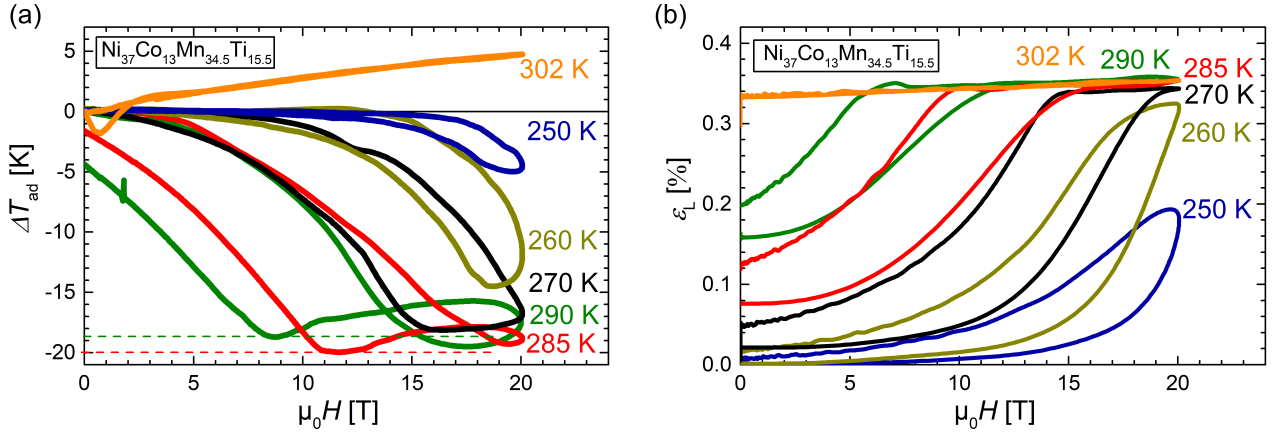 (a)
Ni37Co13Mn34.5Ti15.5
302 K
250 K
260 K
270 K
290 K
285 K
5
0
-5
-10
-15
-20
ΔTad [K]
0 5 10 15 20
µ0H [T]
(b)
Ni37Co13Mn34.5Ti15.5
302 K
290 K
285 K
270 K
260 K
250 K
0.4
0.3
0.2
0.1
0.0
εL [%]
0 5 10 15 20
µ0H [T]